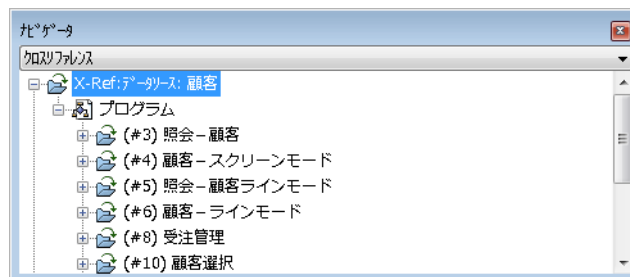 ﾅﾋﾞｹﾞｰﾀ
ｸﾛｽﾘﾌｧﾚﾝｽ
X-Ref:ﾃﾞｰﾀｿｰｽ: 顧客
プログラム
(#3) 照会－顧客
(#4) 顧客－スクリーンモード
(#5) 照会－顧客ラインモード
(#6) 顧客－ラインモード
(#8) 受注管理
(#10) 顧客選択